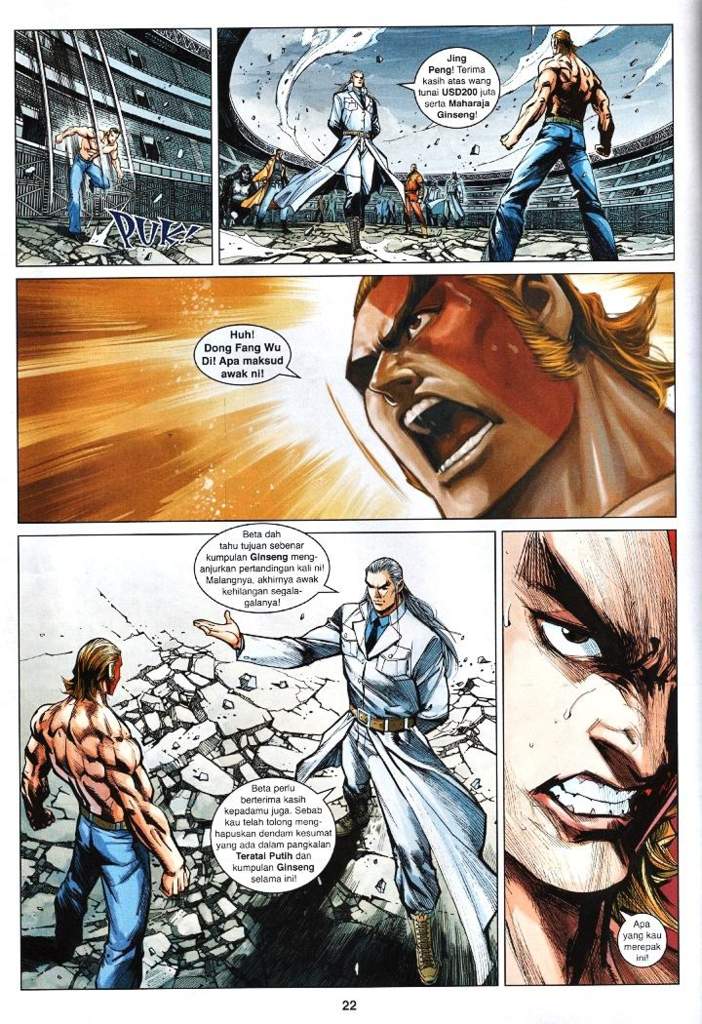 PUK!
Jing
Peng! Terima
kasih atas wang
tunai USD200 juta
serta Maharaja
Ginseng!
Huh!
Dong Fang Wu
Di! Apa maksud
awak ni!
Beta dah
tahu tujuan sebenar
kumpulan Ginseng meng-
anjurkan pertandingan kali ni!
Malangnya, akhirnya awak
kehilangan segala-
galanya!
Beta perlu
berterima kasih
kepadamu juga. Sebab
kau telah tolong meng-
hapuskan dendam kesumat
yang ada dalam pangkalan
Teratai Putih dan
kumpulan Ginseng
selama ini!
Apa
yang kau
merepak
ini!
22